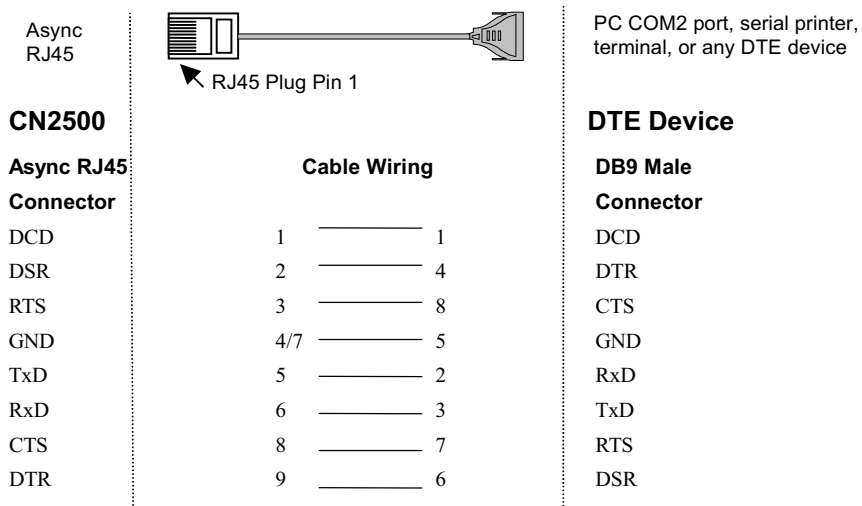 Async
RJ45
RJ45 Plug Pin 1
PC COM2 port, serial printer,
terminal, or any DTE device
CN2500 DTE Device
Async RJ45 Cable Wiring DB9 Male
Connector Connector
DCD 1 1 DCD
DSR 2 4 DTR
RTS 3 8 CTS
GND 4/7 5 GND
TxD 5 2 RxD
RxD 6 3 TxD
CTS 8 7 RTS
DTR 9 6 DSR